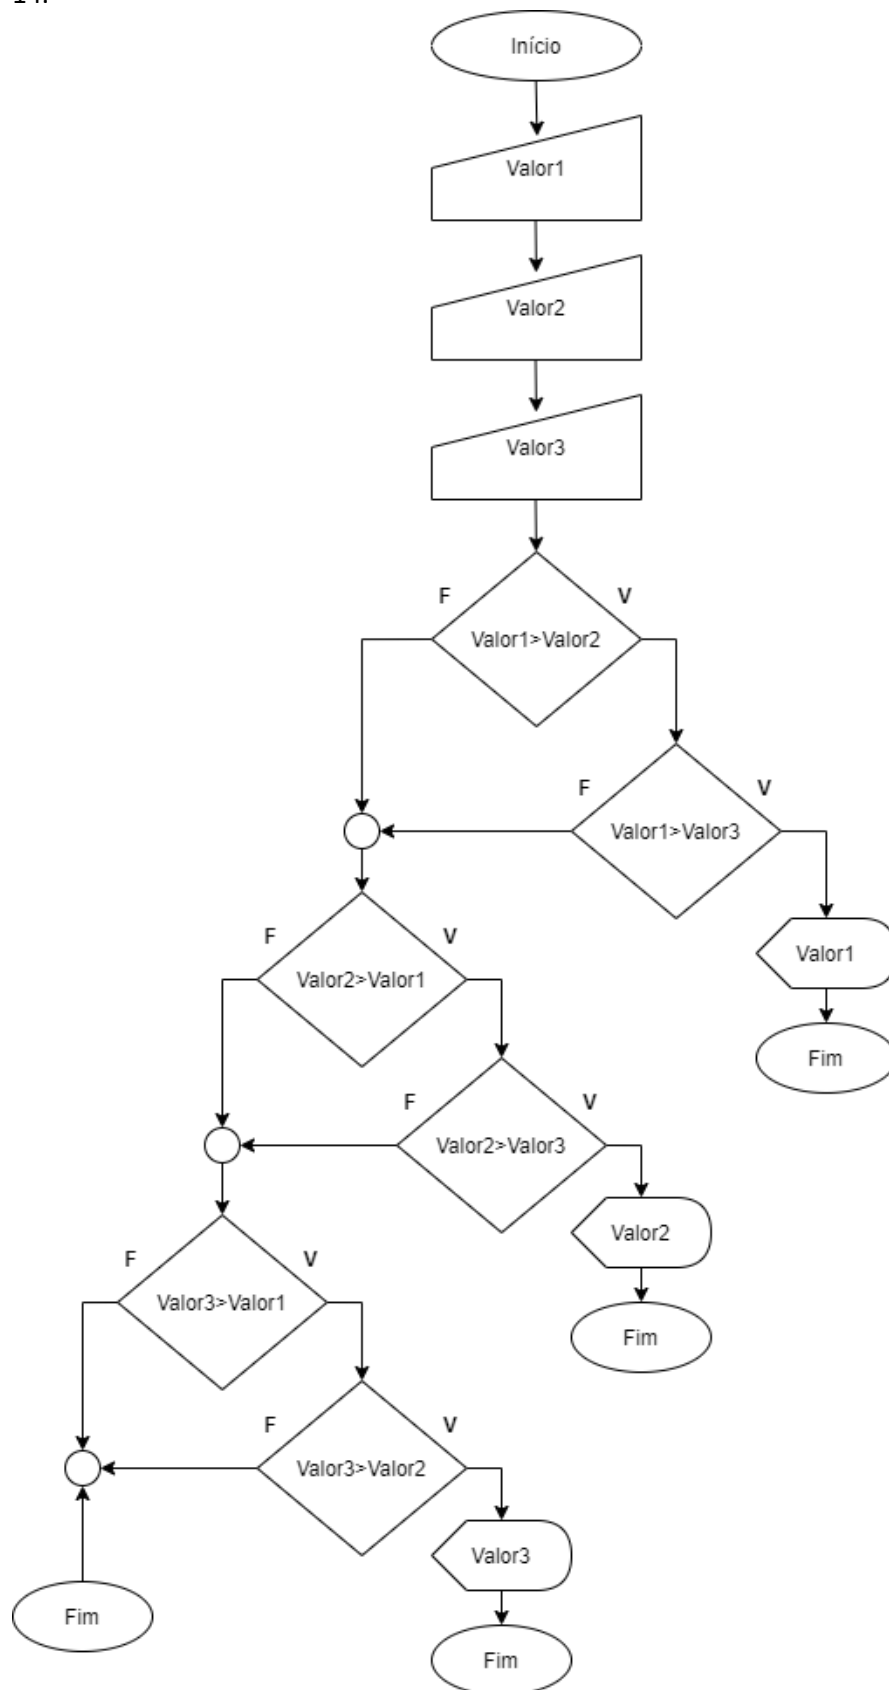 14.
Início
Valor1
Valor2
Valor3
F
V
Valor1>Valor2
F
V
Valor1>Valor3
Valor1
Fim
F
V
Valor2>Valor1
F
V
Valor2>Valor3
Valor2
Fim
F
V
Valor3>Valor1
F
V
Valor3>Valor2
Valor3
Fim
Fim